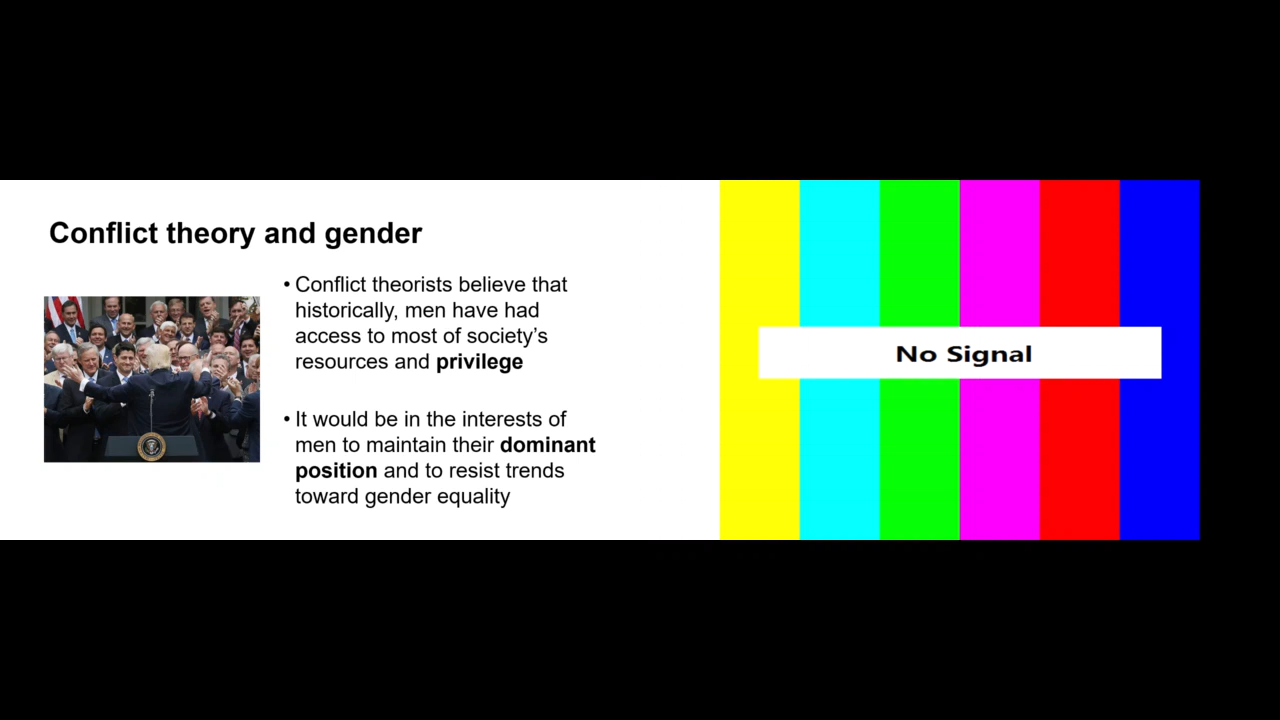 Conflict theory and gender
• Conflict theorists believe that
historically, men have had
access to most of society’s
resources and privilege
• It would be in the interests of
men to maintain their dominant
position and to resist trends
toward gender equality
No Signal